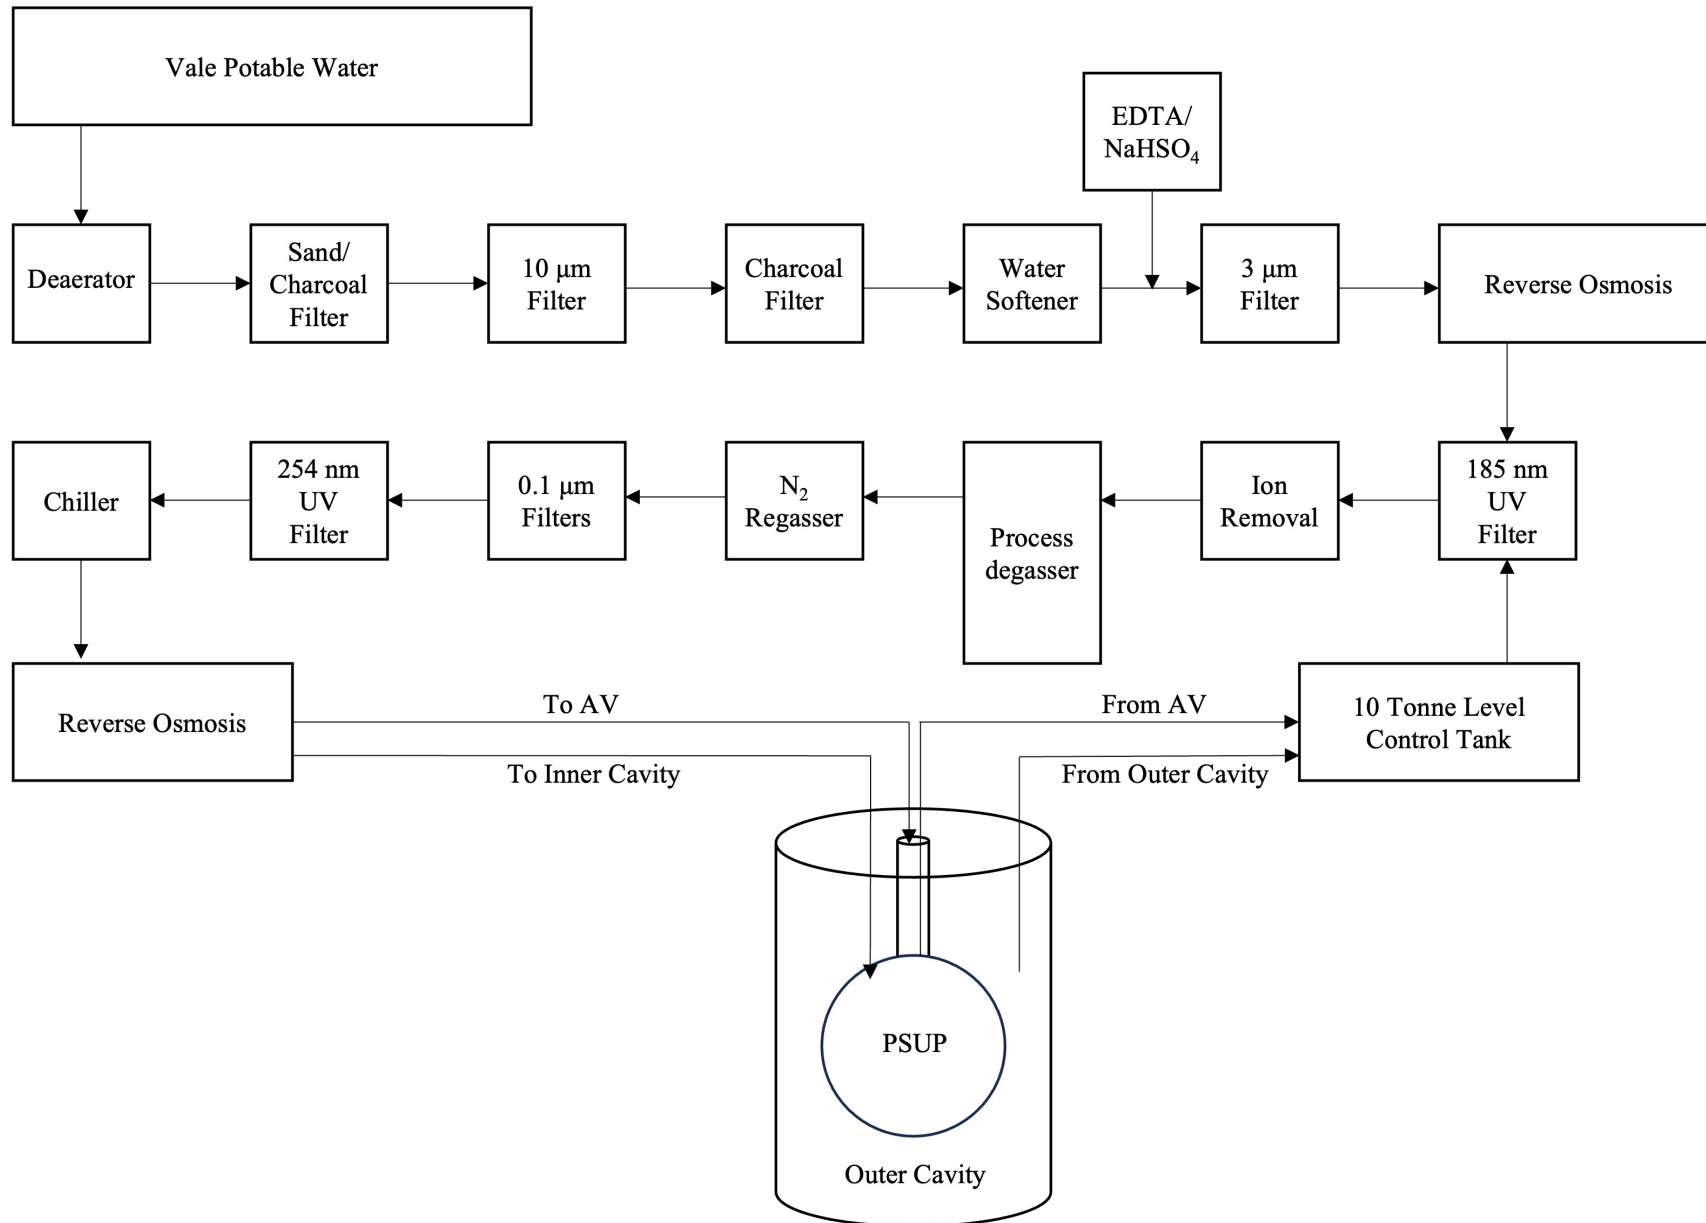 Vale Potable Water
EDTA/
NaHSO₄
Deaerator
Sand/
Charcoal
Filter
10 μm
Filter
Charcoal
Filter
Water
Softener
3 μm
Filter
Reverse Osmosis
Chiller
254 nm
UV
Filter
0.1 μm
Filters
N₂
Regasser
Process
degasser
Ion
Removal
185 nm
UV
Filter
Reverse Osmosis
To AV
To Inner Cavity
From AV
From Outer Cavity
10 Tonne Level
Control Tank
PSUP
Outer Cavity